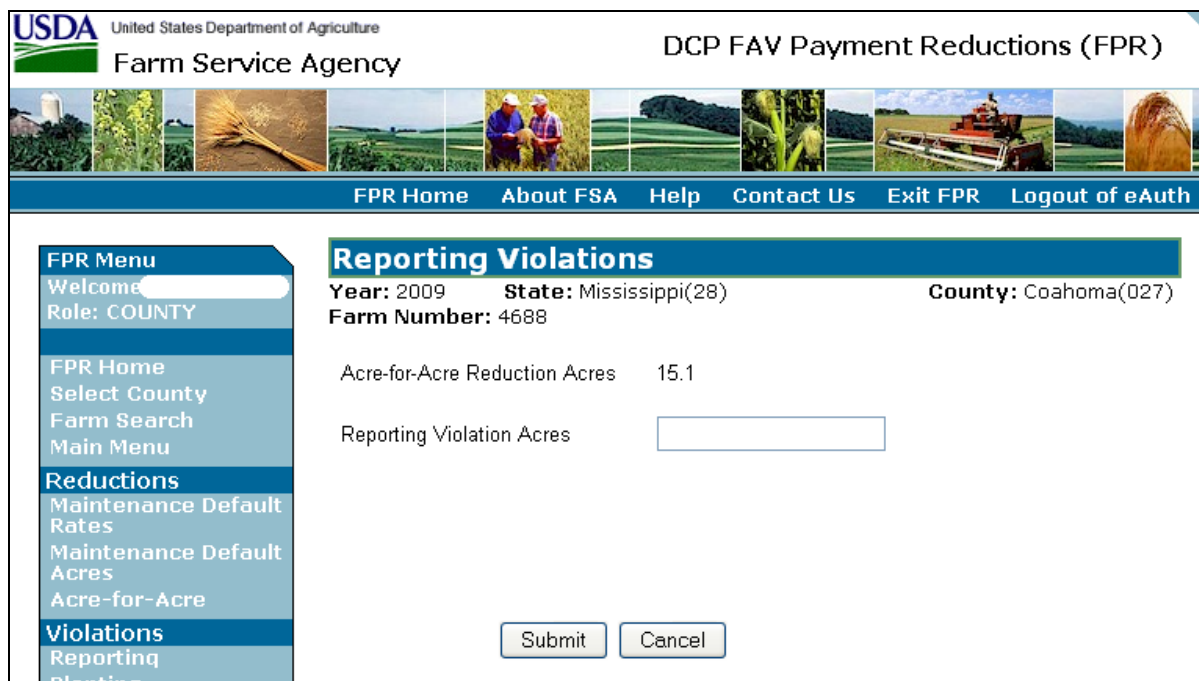 USDA United States Department of Agriculture
Farm Service Agency
DCP FAV Payment Reductions (FPR)
FPR Home About FSA Help Contact Us Exit FPR Logout of eAuth
FPR Menu
Welcome
Role: COUNTY
FPR Home
Select County
Farm Search
Main Menu
Reductions
Maintenance Default
Rates
Maintenance Default
Acres
Acre-for-Acre
Violations
Reporting
Planting
Reporting Violations
Year: 2009 State: Mississippi(28) County: Coahoma(027)
Farm Number: 4688
Acre-for-Acre Reduction Acres 15.1
Reporting Violation Acres
Submit Cancel